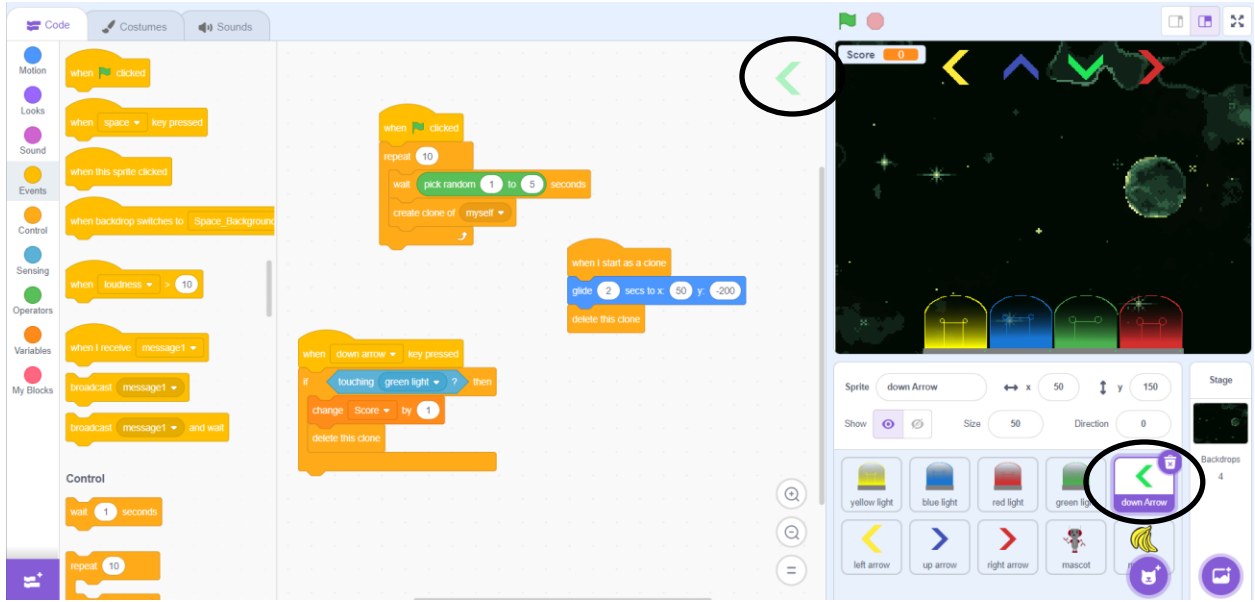 Code
Costumes
Sounds
Motion
Looks
Sound
Events
Control
Sensing
Operators
Variables
My Blocks
when clicked
when space key pressed
when this sprite clicked
when backdrop switches to Space_Background
when loudness > 10
when I receive message1
broadcast message1
broadcast message1 and wait
Control
wait 1 seconds
repeat 10
when clicked
repeat 10
wait pick random 1 to 5 seconds
create clone of myself
when I start as a clone
glide 2 secs to x: 50 y: -200
delete this clone
when down arrow key pressed
if touching green light ? then
change Score by 1
delete this clone
Score 0
Sprite down Arrow x 50 y 150
Show Size 50 Direction 0
Stage
Backdrops
4
yellow light
blue light
red light
green
down Arrow
left arrow
up arrow
right arrow
mascot